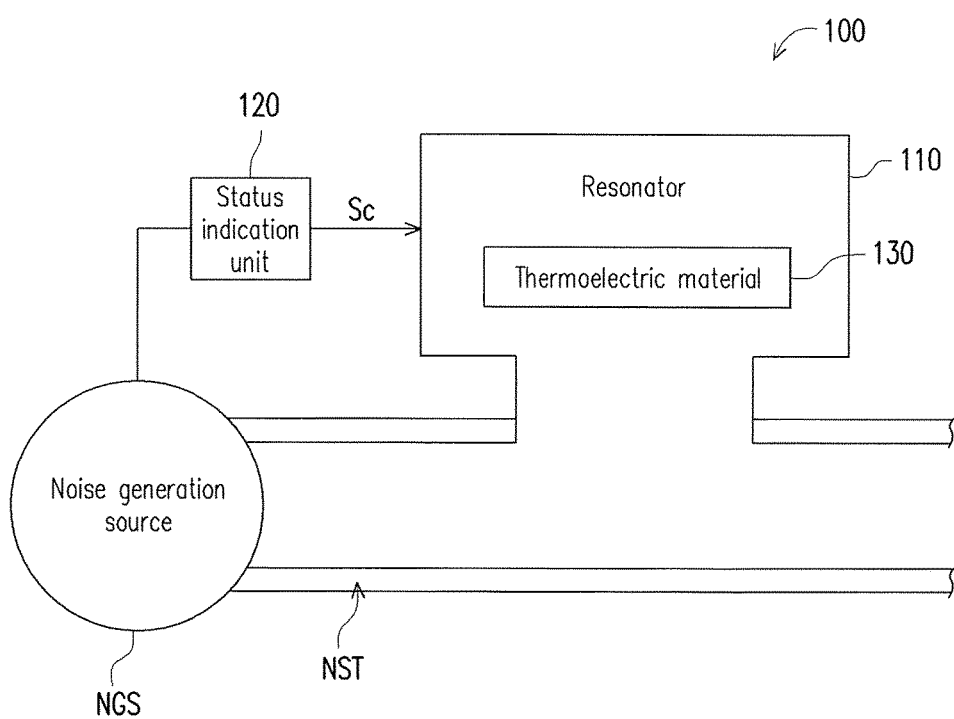 100
120
110
Status
indication
unit
Sc
Resonator
130
Thermoelectric material
Noise generation
source
NST
NGS